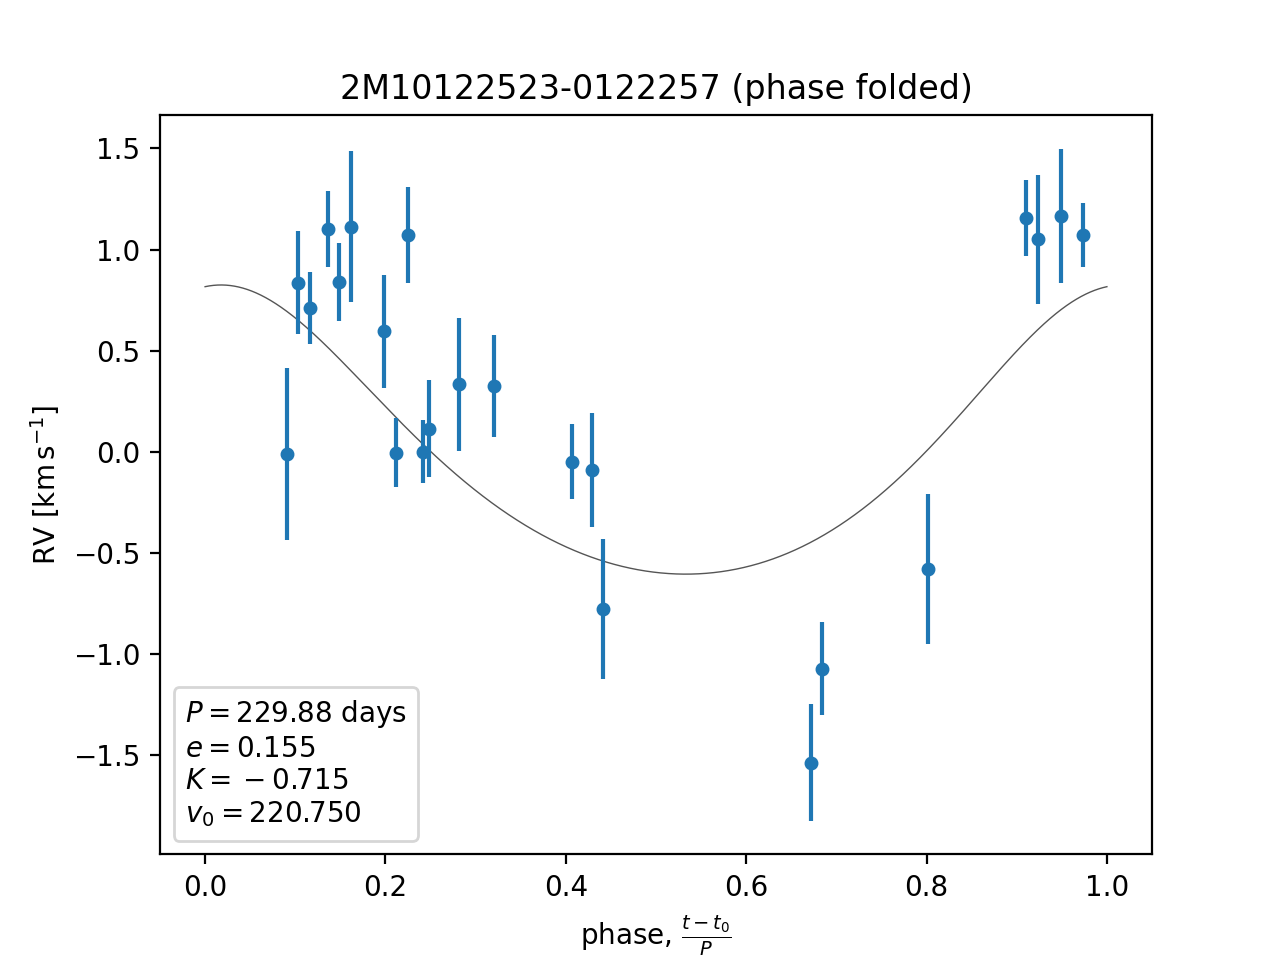 2M10122523-0122257 (phase folded)
RV [km s⁻¹]
1.5
1.0
0.5
0.0
−0.5
−1.0
−1.5
P = 229.88 days
e = 0.155
K = −0.715
v₀ = 220.750
0.0 0.2 0.4 0.6 0.8 1.0
phase, (t − t₀)/P